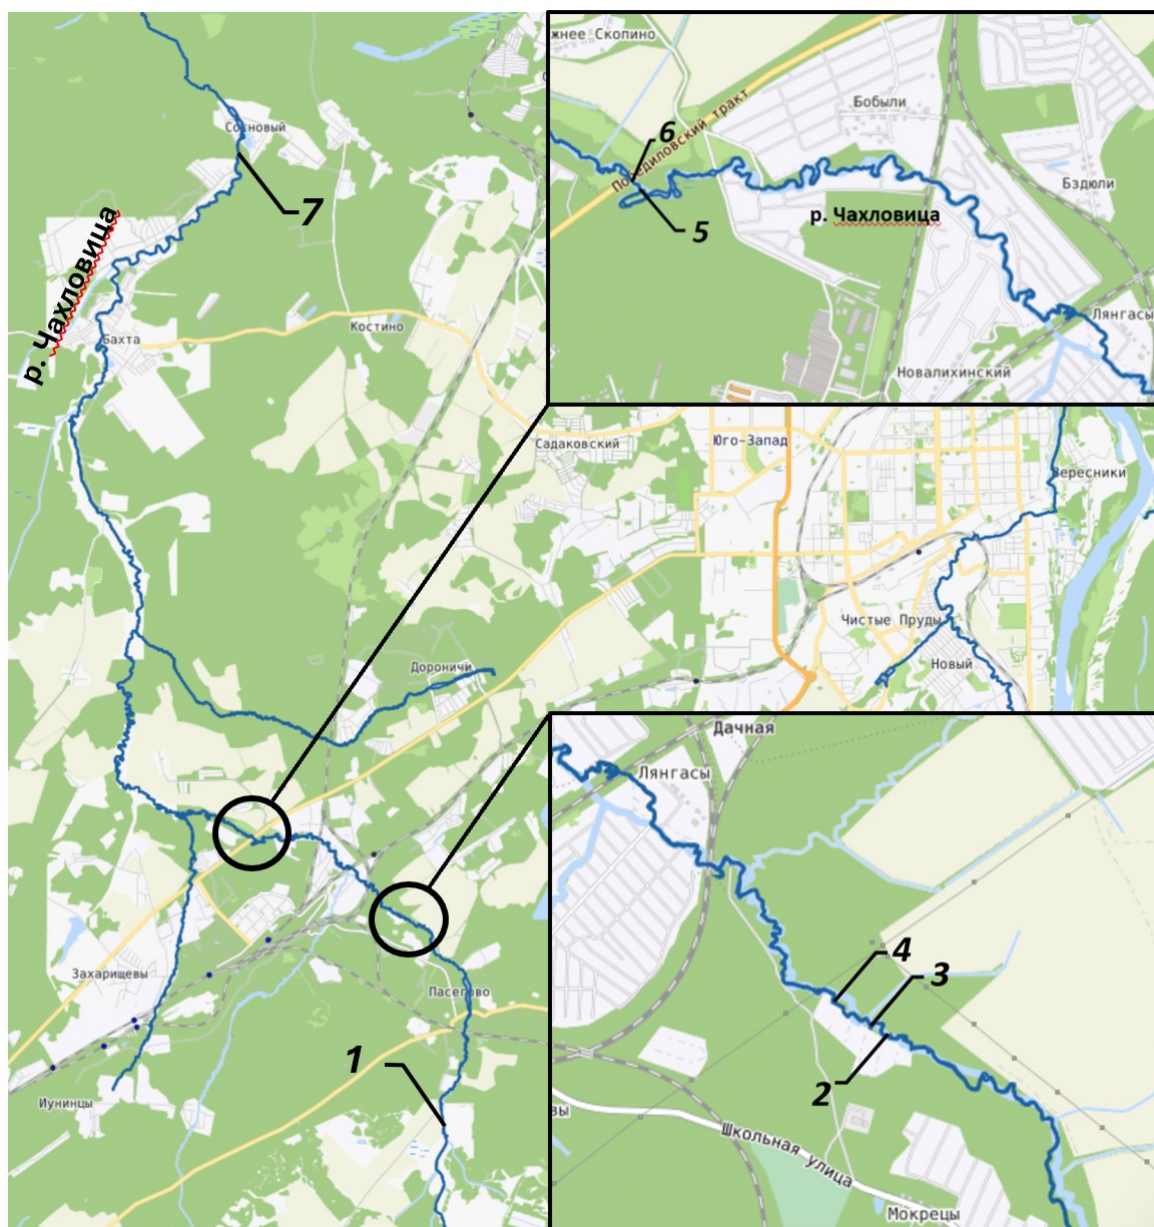 жнее Скопино
Бобыли
6
Победиловский тракт
Сосновый
Бздюли
7
р. Чахловица
5
р. Чахловица
Лянгасы
Костино
Бахта
Новалихинский
Садаковский
Юго-Запад
Вересники
Чистые Пруды
Дороничи
Новый
Дачная
Лянгасы
4
Захарищевы
3
Пасегово
1
2
Иунинцы
вы
Школьная улица
Мокрецы